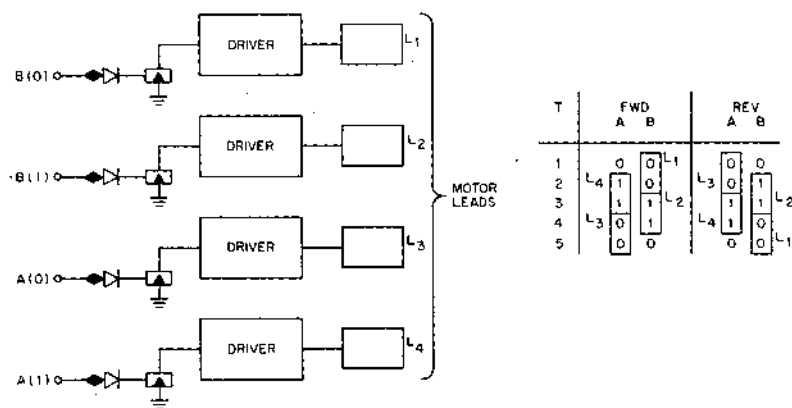 DRIVER
L1
B(0)
DRIVER
L2
B(1)
MOTOR
LEADS
DRIVER
L3
A(0)
DRIVER
L4
A(1)
T FWD REV
A B A B
1 0 0 L1 0 0
2 L4 1 0 L3 0 1
3 1 1 L2 1 1 L2
4 L3 0 1 L4 1 0
5 0 0 0 0 L1